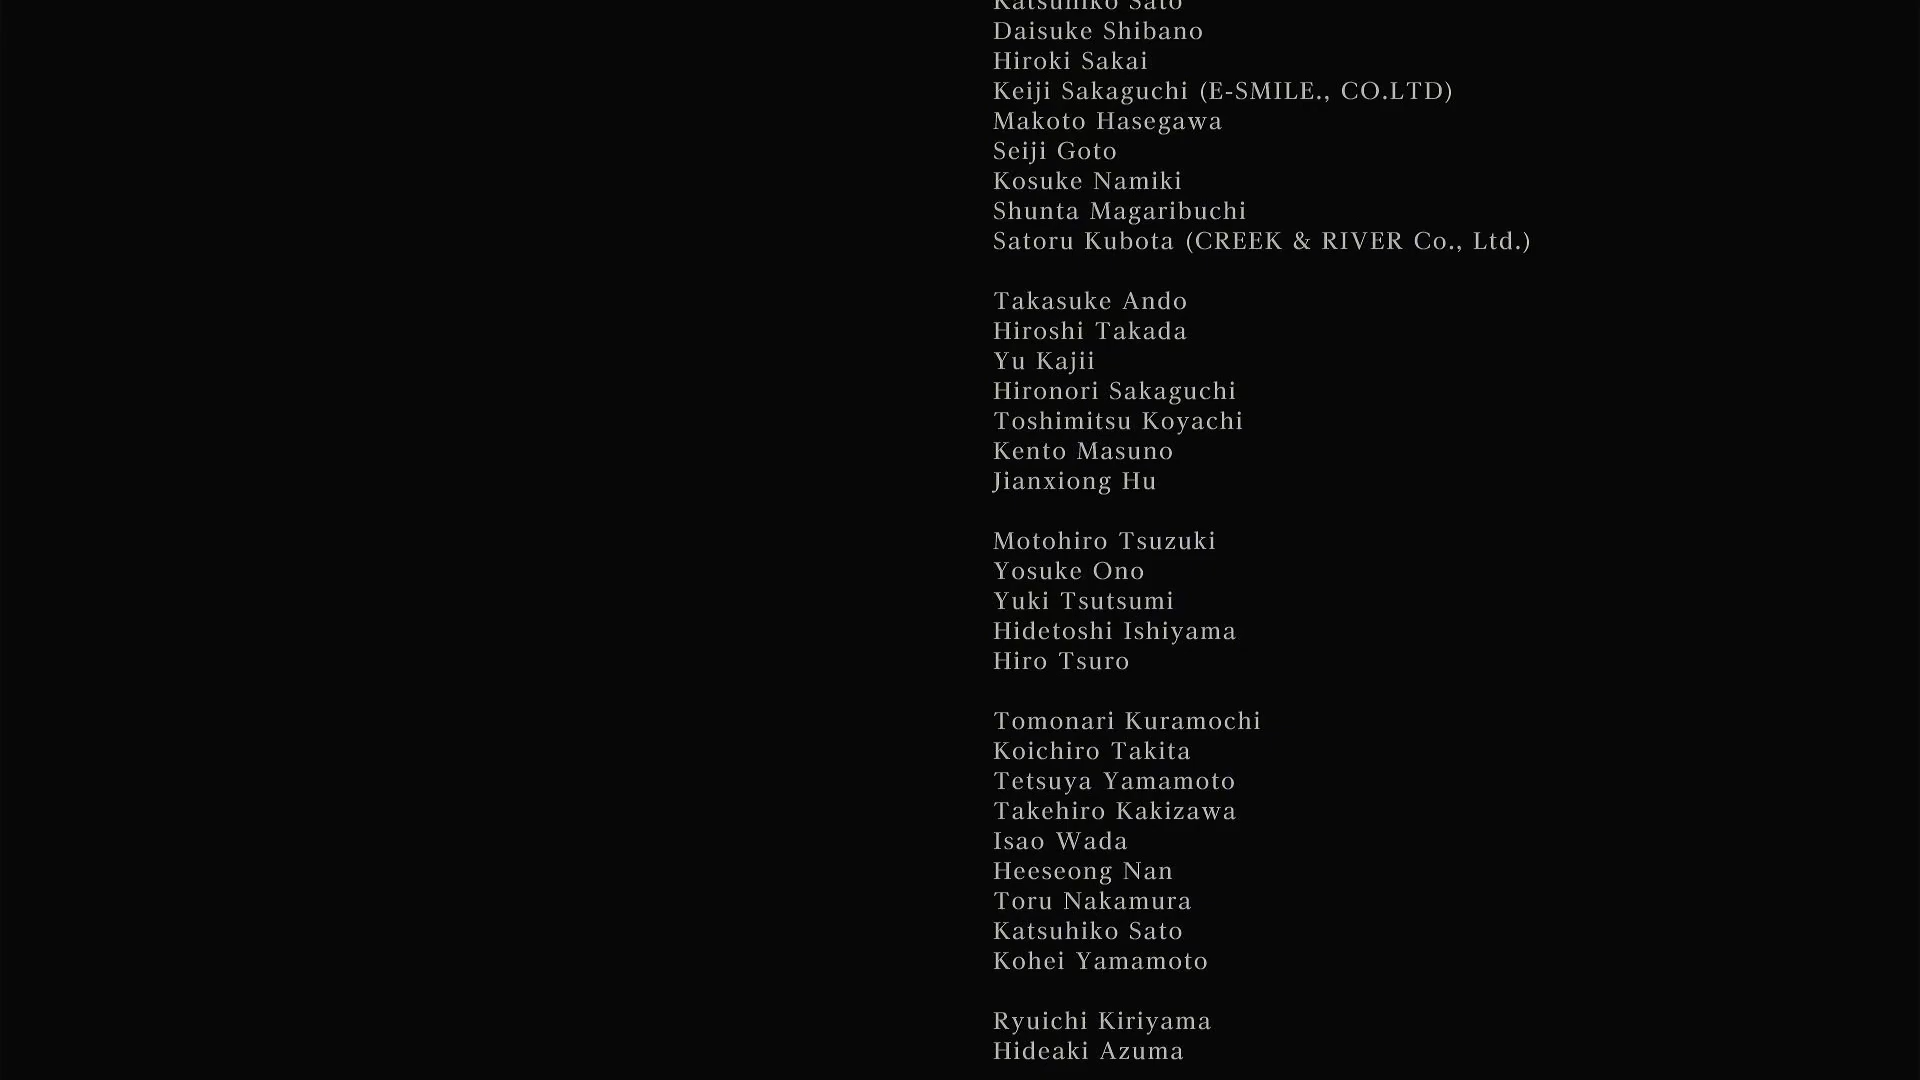 Katsuhiko Sato
Daisuke Shibano
Hiroki Sakai
Keiji Sakaguchi (E-SMILE., CO.LTD)
Makoto Hasegawa
Seiji Goto
Kosuke Namiki
Shunta Magaribuchi
Satoru Kubota (CREEK & RIVER Co., Ltd.)
Takasuke Ando
Hiroshi Takada
Yu Kajii
Hironori Sakaguchi
Toshimitsu Koyachi
Kento Masuno
Jianxiong Hu
Motohiro Tsuzuki
Yosuke Ono
Yuki Tsutsumi
Hidetoshi Ishiyama
Hiro Tsuro
Tomonari Kuramochi
Koichiro Takita
Tetsuya Yamamoto
Takehiro Kakizawa
Isao Wada
Heeseong Nan
Toru Nakamura
Katsuhiko Sato
Kohei Yamamoto
Ryuichi Kiriyama
Hideaki Azuma